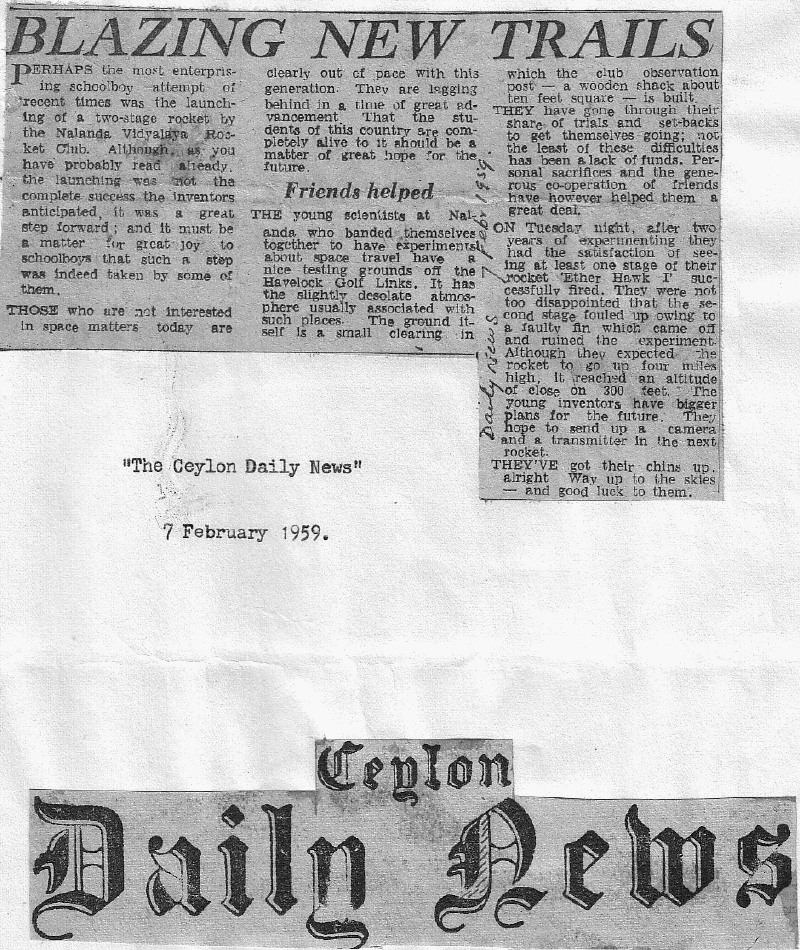 BLAZING NEW TRAILS
PERHAPS the most enterpris-
ing schoolboy attempt of
recent times was the launch-
ing of a two-stage rocket by
the Nalanda Vidyalaya Roc-
ket Club. Although, as you
have probably read already,
the launching was not the
complete success the inventors
anticipated, it was a great
step forward; and it must be
a matter for great joy to
schoolboys that such a step
was indeed taken by some of
them.
THOSE who are not interested
in space matters today are
clearly out of pace with this
generation. They are lagging
behind in a time of great ad-
vancement. That the stu-
dents of this country are com-
pletely alive to it should be a
matter of great hope for the
future.
Friends helped
THE young scientists at Nal-
anda who banded themselves
together to have experiments
about space travel have a
nice testing grounds off the
Havelock Golf Links. It has
the slightly desolate atmos-
phere usually associated with
such places. The ground it-
self is a small clearing in
which the club observation
post — a wooden shack about
ten feet square — is built.
THEY have gone through their
share of trials and set-backs
to get themselves going; not
the least of these difficulties
has been a lack of funds. Per-
sonal sacrifices and the gene-
rous co-operation of friends
have however helped them a
great deal.
ON Tuesday night, after two
years of experimenting they
had the satisfaction of see-
ing at least one stage of their
rocket 'Ether Hawk I' suc-
cessfully fired. They were not
too disappointed that the se-
cond stage fouled up owing to
a faulty fin which came off
and ruined the experiment.
Although they expected the
rocket to go up four miles
high, it reached an altitude
of close on 300 feet. The
young inventors have bigger
plans for the future. They
hope to send up a camera
and a transmitter in the next
rocket.
THEY'VE got their chins up,
alright Way up to the skies
— and good luck to them.
Daily News 7 Febr 1959.
"The Ceylon Daily News"
7 February 1959.
Ceylon
Daily News